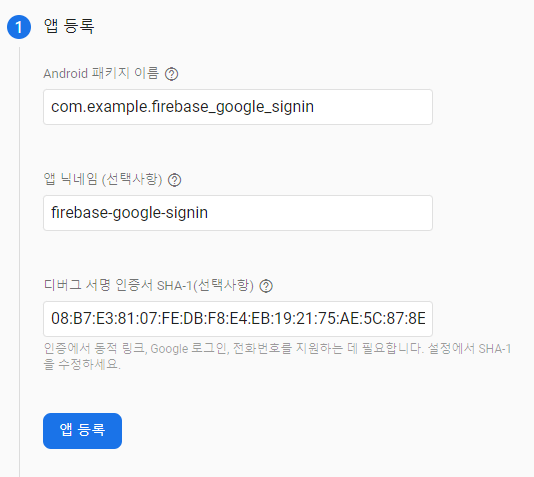 1 앱 등록
Android 패키지 이름
com.example.firebase_google_signin
앱 닉네임 (선택사항)
firebase-google-signin
디버그 서명 인증서 SHA-1(선택사항)
08:B7:E3:81:07:FE:DB:F8:E4:EB:19:21:75:AE:5C:87:8E
인증에서 동적 링크, Google 로그인, 전화번호를 지원하는 데 필요합니다. 설정에서 SHA-1
을 수정하세요.
앱 등록